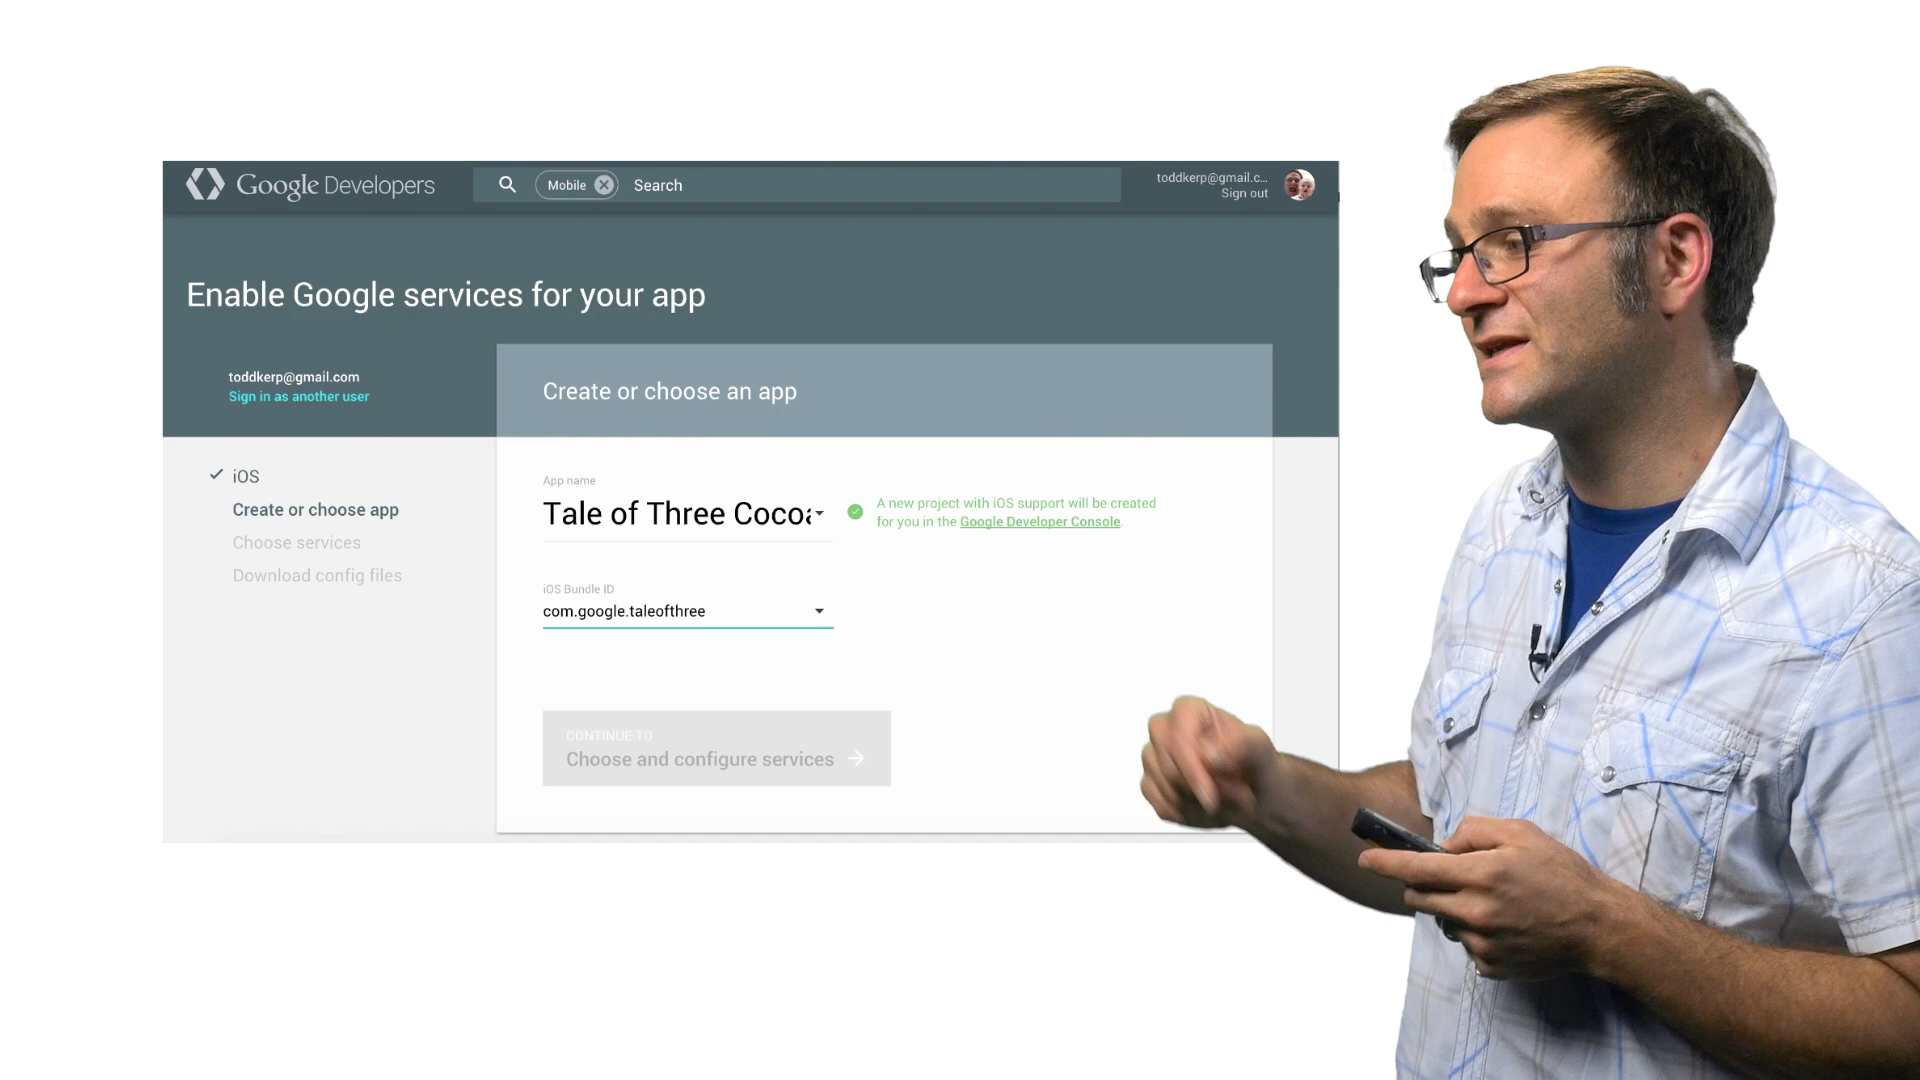 Google Developers
Mobile
Search
toddkerp@gmail.c...
Sign out
Enable Google services for your app
toddkerp@gmail.com
Sign in as another user
Create or choose an app
iOS
Create or choose app
Choose services
Download config files
App name
Tale of Three Cocoa
A new project with iOS support will be created
for you in the Google Developer Console.
iOS Bundle ID
com.google.taleofthree
CONTINUE TO
Choose and configure services